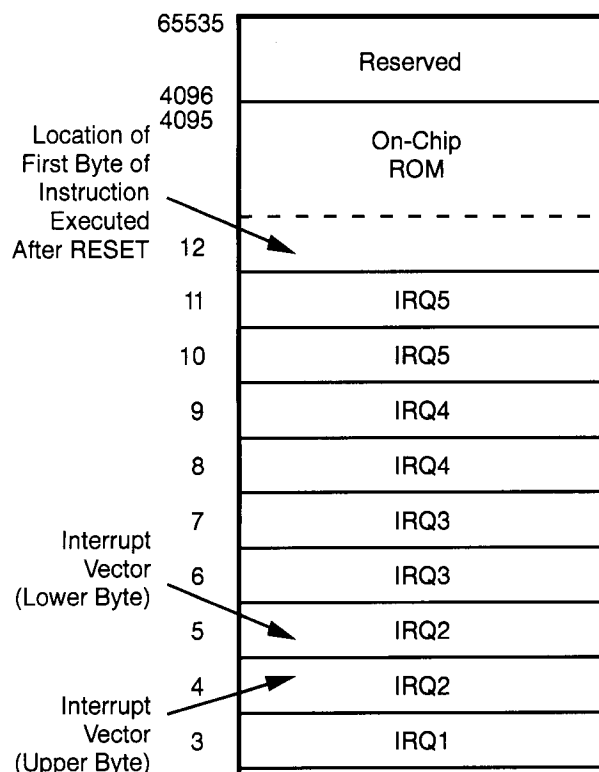 65535
Reserved
4096
4095
On-Chip
ROM
Location of
First Byte of
Instruction
Executed
After RESET
12
11
IRQ5
10
IRQ5
9
IRQ4
8
IRQ4
7
IRQ3
6
IRQ3
Interrupt
Vector
(Lower Byte)
5
IRQ2
4
IRQ2
Interrupt
Vector
(Upper Byte)
3
IRQ1